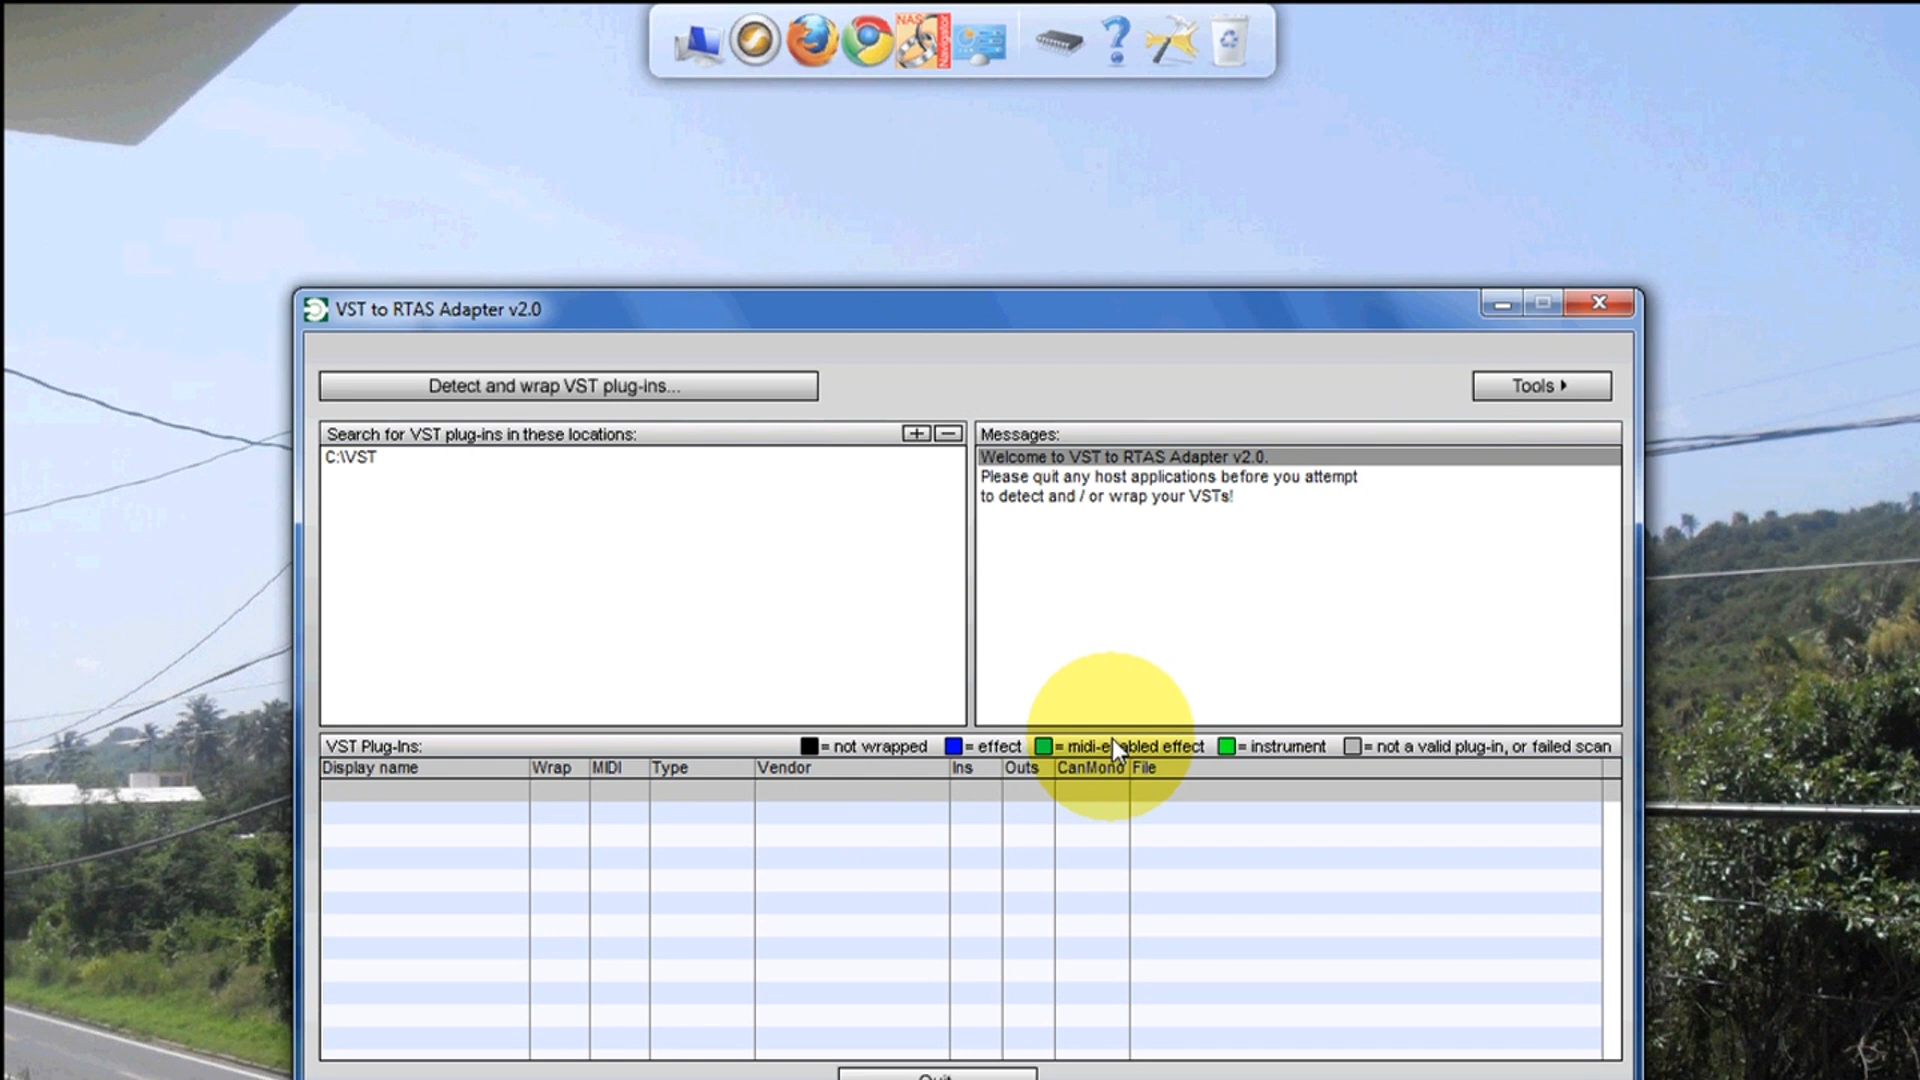 NAS
Navigator
VST to RTAS Adapter v2.0
Detect and wrap VST plug-ins...
Tools
Search for VST plug-ins in these locations:
C:\VST
Messages:
Welcome to VST to RTAS Adapter v2.0.
Please quit any host applications before you attempt
to detect and / or wrap your VSTs!
VST Plug-Ins:
= not wrapped
= effect
= midi-enabled effect
= instrument
= not a valid plug-in, or failed scan
Display name
Wrap
MIDI
Type
Vendor
Ins
Outs
CanMono
File
Quit